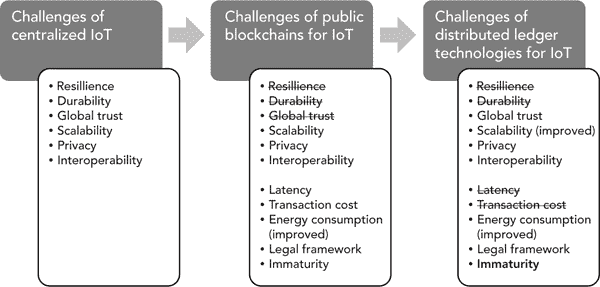 Challenges of
centralized IoT
• Resillience
• Durability
• Global trust
• Scalability
• Privacy
• Interoperability
Challenges of public
blockchains for IoT
• Resillience
• Durability
• Global trust
• Scalability
• Privacy
• Interoperability
• Latency
• Transaction cost
• Energy consumption
(improved)
• Legal framework
• Immaturity
Challenges of
distributed ledger
technologies for IoT
• Resillience
• Durability
• Global trust
• Scalability (improved)
• Privacy
• Interoperability
• Latency
• Transaction cost
• Energy consumption
(improved)
• Legal framework
• Immaturity